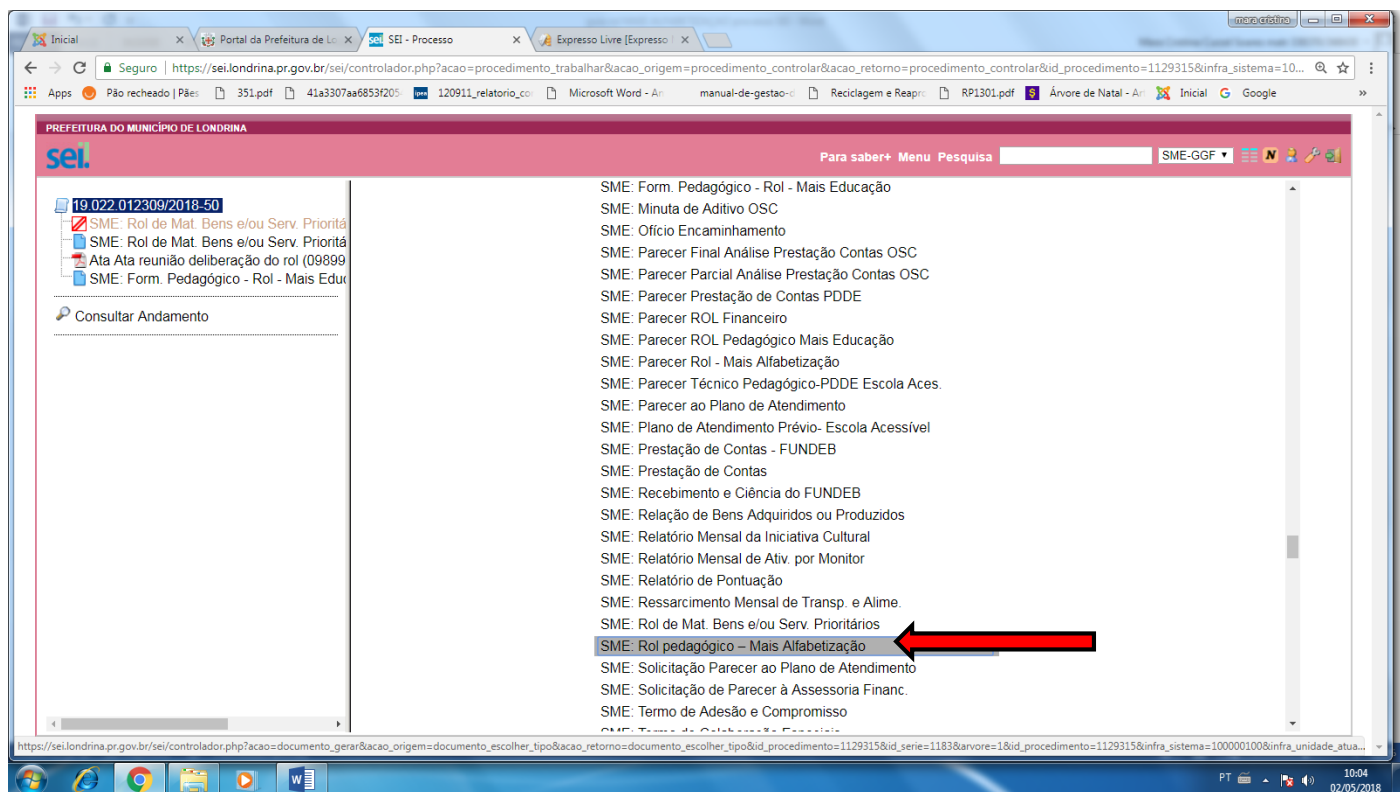 mara cristina
Inicial
Portal da Prefeitura de Lo
SEI - Processo
Expresso Livre [Expresso
Seguro | https://sei.londrina.pr.gov.br/sei/controlador.php?acao=procedimento_trabalhar&acao_origem=procedimento_controlar&acao_retorno=procedimento_controlar&id_procedimento=1129315&infra_sistema=10...
Apps Pão recheado | Pães 351.pdf 41a3307aa6853f205- 120911_relatorio_co Microsoft Word - An manual-de-gestao-d Reciclagem e Reapro RP1301.pdf Árvore de Natal - Ar Inicial Google »
PREFEITURA DO MUNICÍPIO DE LONDRINA
sei. Para saber+ Menu Pesquisa SME-GGF
19.022.012309/2018-50
SME: Rol de Mat. Bens e/ou Serv. Prioritá
SME: Rol de Mat. Bens e/ou Serv. Prioritá
Ata Ata reunião deliberação do rol (09899
SME: Form. Pedagógico - Rol - Mais Educ
Consultar Andamento
SME: Form. Pedagógico - Rol - Mais Educação
SME: Minuta de Aditivo OSC
SME: Ofício Encaminhamento
SME: Parecer Final Análise Prestação Contas OSC
SME: Parecer Parcial Análise Prestação Contas OSC
SME: Parecer Prestação de Contas PDDE
SME: Parecer ROL Financeiro
SME: Parecer ROL Pedagógico Mais Educação
SME: Parecer Rol - Mais Alfabetização
SME: Parecer Técnico Pedagógico-PDDE Escola Aces.
SME: Parecer ao Plano de Atendimento
SME: Plano de Atendimento Prévio- Escola Acessível
SME: Prestação de Contas - FUNDEB
SME: Prestação de Contas
SME: Recebimento e Ciência do FUNDEB
SME: Relação de Bens Adquiridos ou Produzidos
SME: Relatório Mensal da Iniciativa Cultural
SME: Relatório Mensal de Ativ. por Monitor
SME: Relatório de Pontuação
SME: Ressarcimento Mensal de Transp. e Alime.
SME: Rol de Mat. Bens e/ou Serv. Prioritários
SME: Rol pedagógico – Mais Alfabetização
SME: Solicitação Parecer ao Plano de Atendimento
SME: Solicitação de Parecer à Assessoria Financ.
SME: Termo de Adesão e Compromisso
SME: Termo de Colaboração Especiais
https://sei.londrina.pr.gov.br/sei/controlador.php?acao=documento_gerar&acao_origem=documento_escolher_tipo&acao_retorno=documento_escolher_tipo&id_procedimento=1129315&id_serie=1183&arvore=1&id_procedimento=1129315&infra_sistema=100000100&infra_unidade_atua...
PT 10:04
02/05/2018